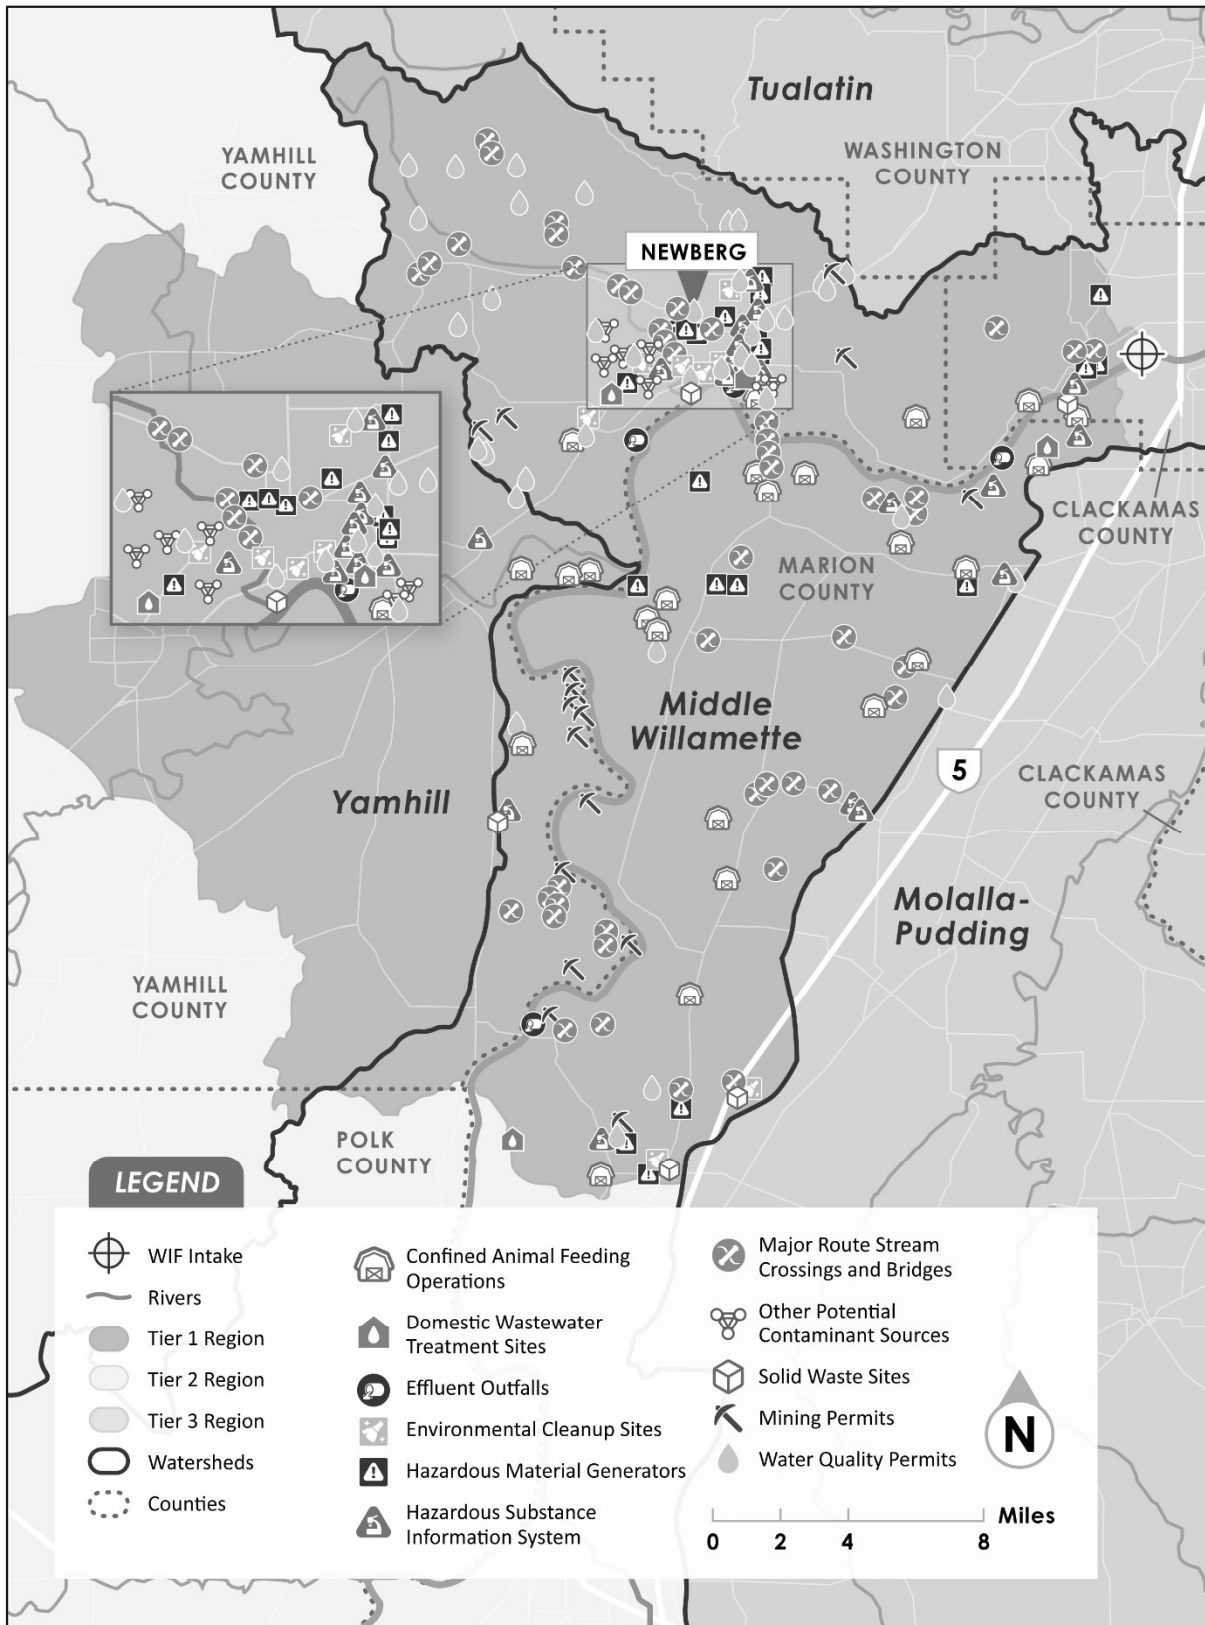 Tualatin
YAMHILL
COUNTY
WASHINGTON
COUNTY
NEWBERG
CLACKAMAS
COUNTY
MARION
COUNTY
Middle
Willamette
5
CLACKAMAS
COUNTY
Yamhill
Molalla-
Pudding
YAMHILL
COUNTY
POLK
COUNTY
LEGEND
WIF Intake
Rivers
Tier 1 Region
Tier 2 Region
Tier 3 Region
Watersheds
Counties
Confined Animal Feeding
Operations
Domestic Wastewater
Treatment Sites
Effluent Outfalls
Environmental Cleanup Sites
Hazardous Material Generators
Hazardous Substance
Information System
Major Route Stream
Crossings and Bridges
Other Potential
Contaminant Sources
Solid Waste Sites
Mining Permits
Water Quality Permits
N
Miles
0 2 4 8